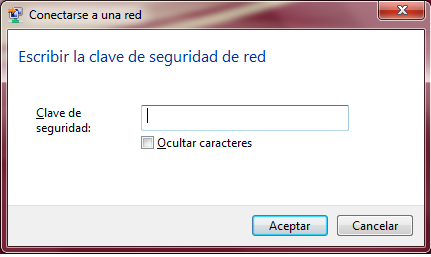 Conectarse a una red
Escribir la clave de seguridad de red
Clave de
seguridad:
Ocultar caracteres
Aceptar
Cancelar